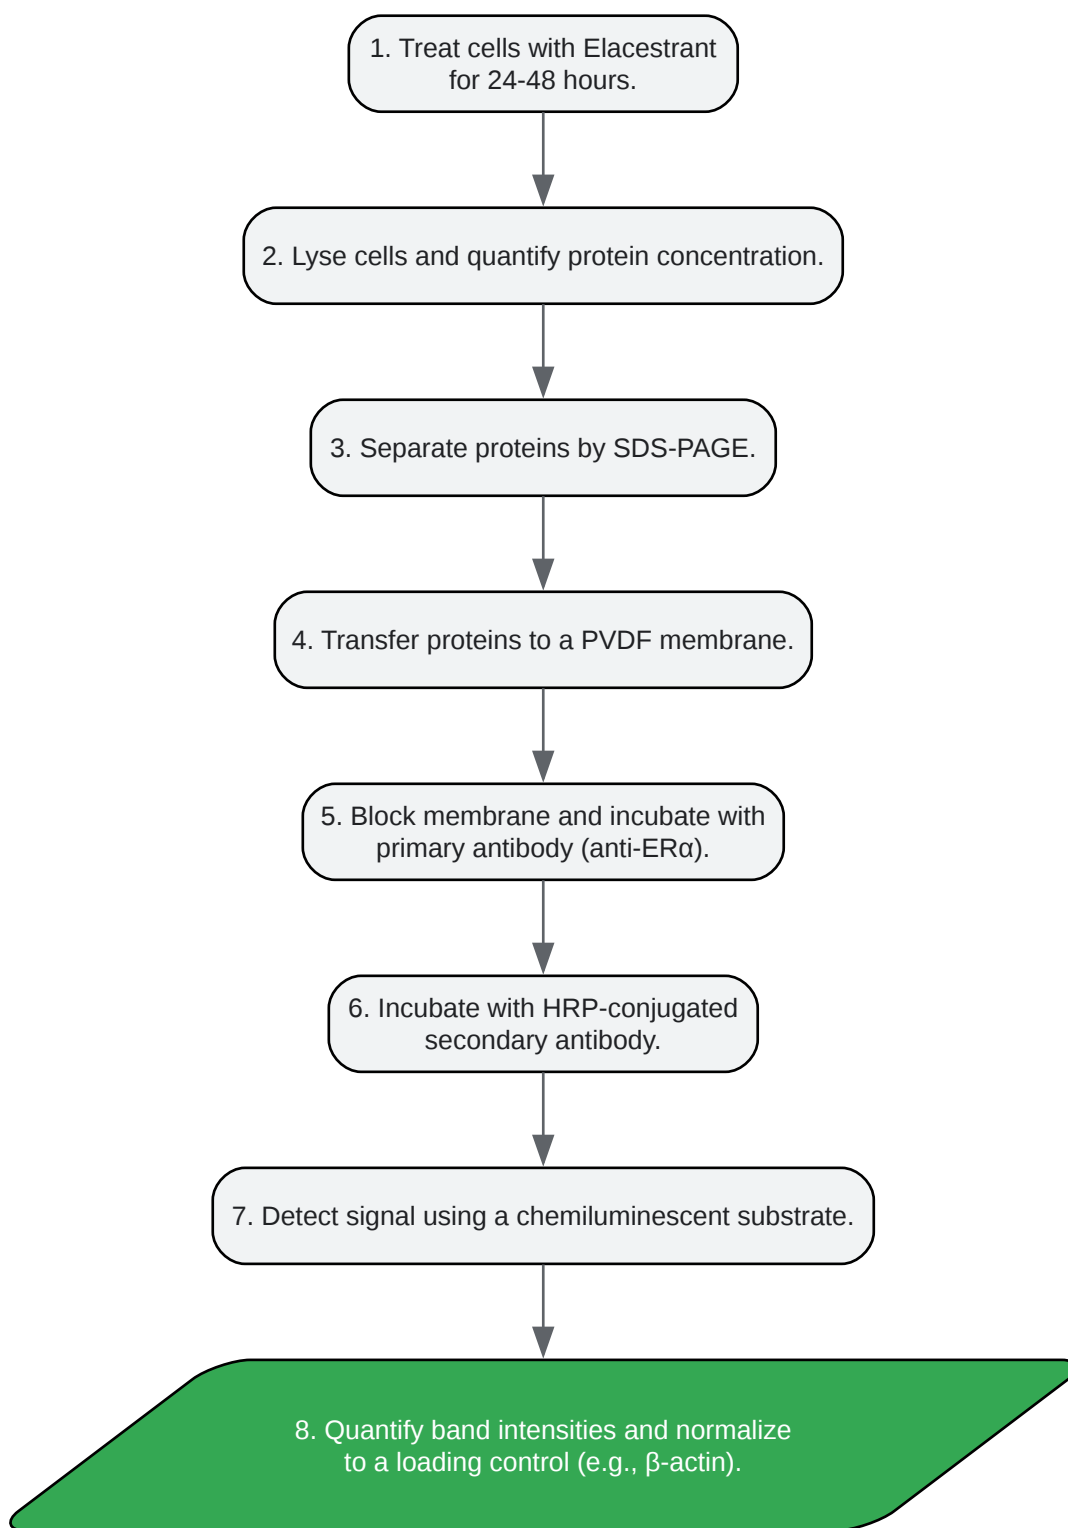 1. Treat cells with Elacestrant
for 24-48 hours.
2. Lyse cells and quantify protein concentration.
3. Separate proteins by SDS-PAGE.
4. Transfer proteins to a PVDF membrane.
5. Block membrane and incubate with
primary antibody (anti-ERα).
6. Incubate with HRP-conjugated
secondary antibody.
7. Detect signal using a chemiluminescent substrate.
8. Quantify band intensities and normalize
to a loading control (e.g., β-actin).